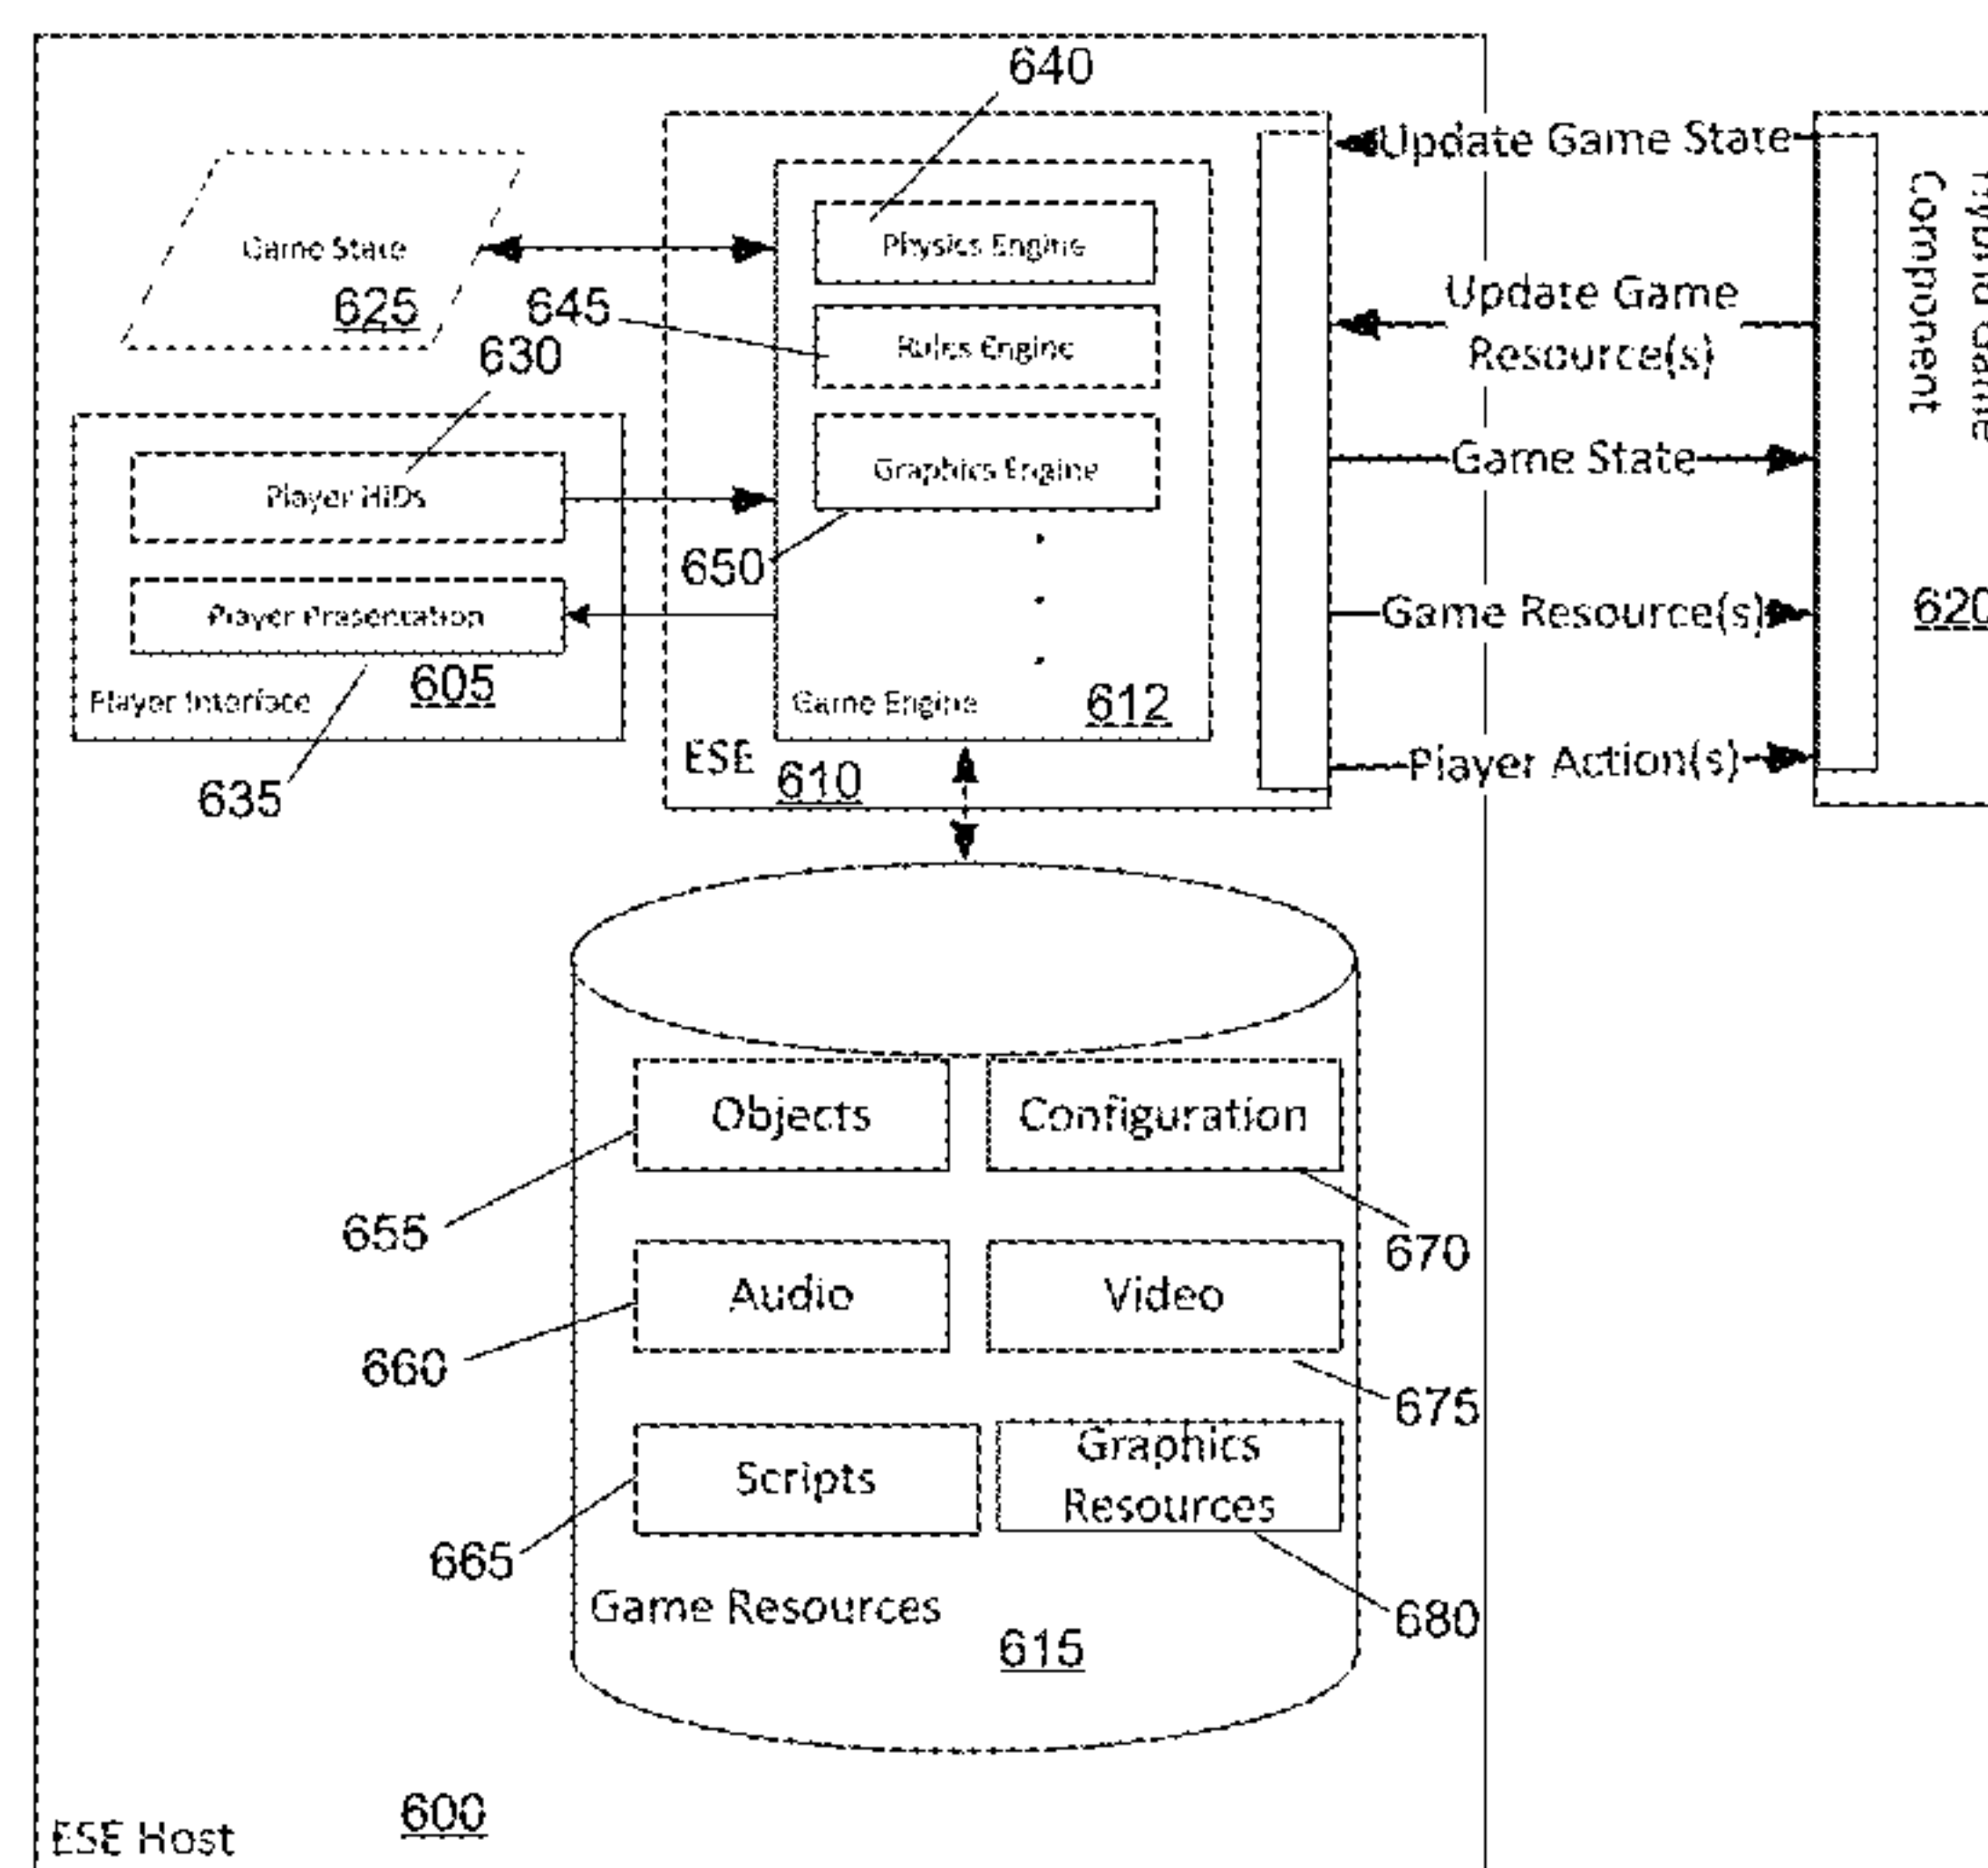 640
Update Game State
Game State
625
Physics Engine
645
Rules Engine
Update Game
Resource(s)
Component
630
Player HIDs
Graphics Engine
650
Game State
Player Presentation
635
605
Player Interface
Game Engine
612
ESE
610
Game Resource(s)
620
Player Action(s)
Objects
Configuration
655
670
Audio
Video
660
675
Scripts
Graphics
Resources
665
680
Game Resources
615
600
ESE Host